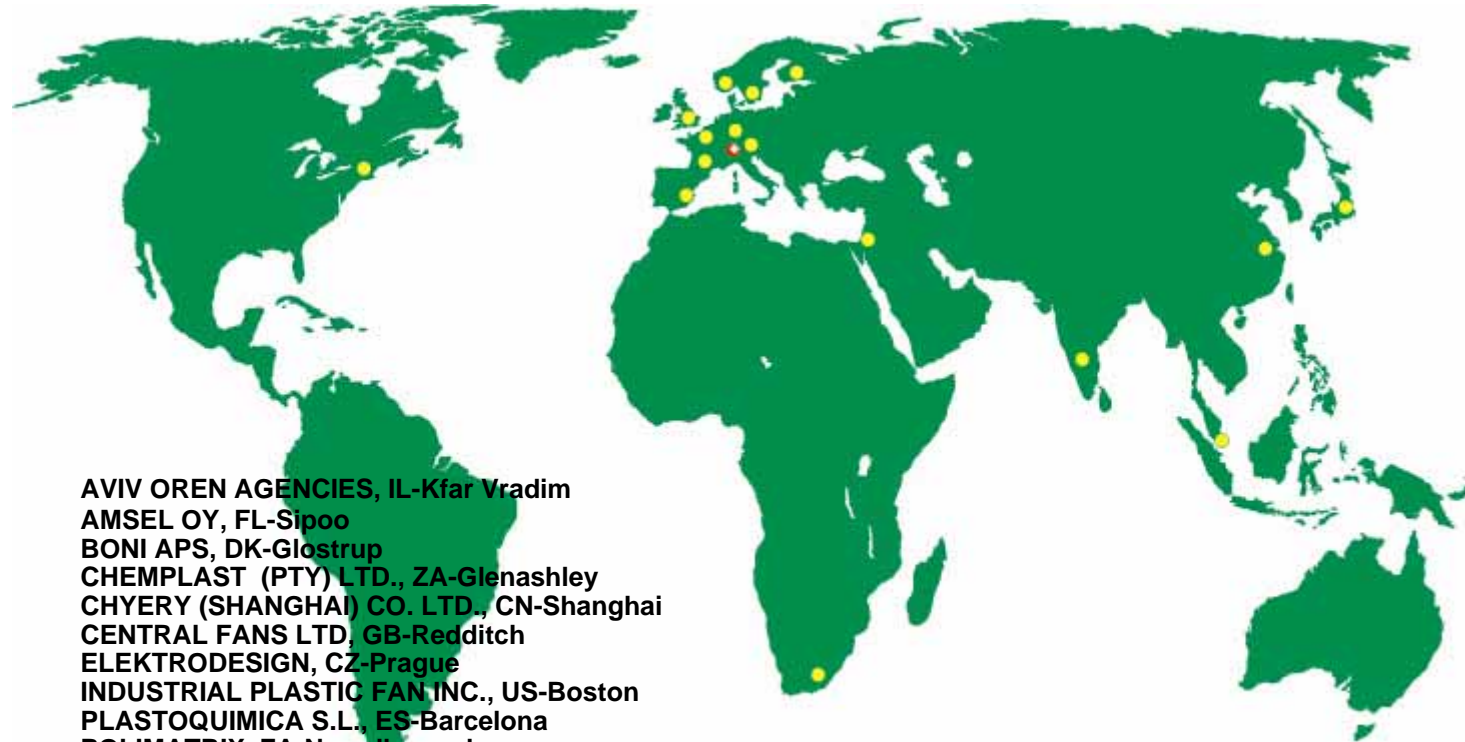 AVIV OREN AGENCIES, IL-Kfar Vradim
AMSEL OY, FL-Sipoo
BONI APS, DK-Glostrup
CHEMPLAST (PTY) LTD., ZA-Glenashley
CHYERY (SHANGHAI) CO. LTD., CN-Shanghai
CENTRAL FANS LTD, GB-Redditch
ELEKTRODESIGN, CZ-Prague
INDUSTRIAL PLASTIC FAN INC., US-Boston
PLASTOQUIMICA S.L., ES-Barcelona